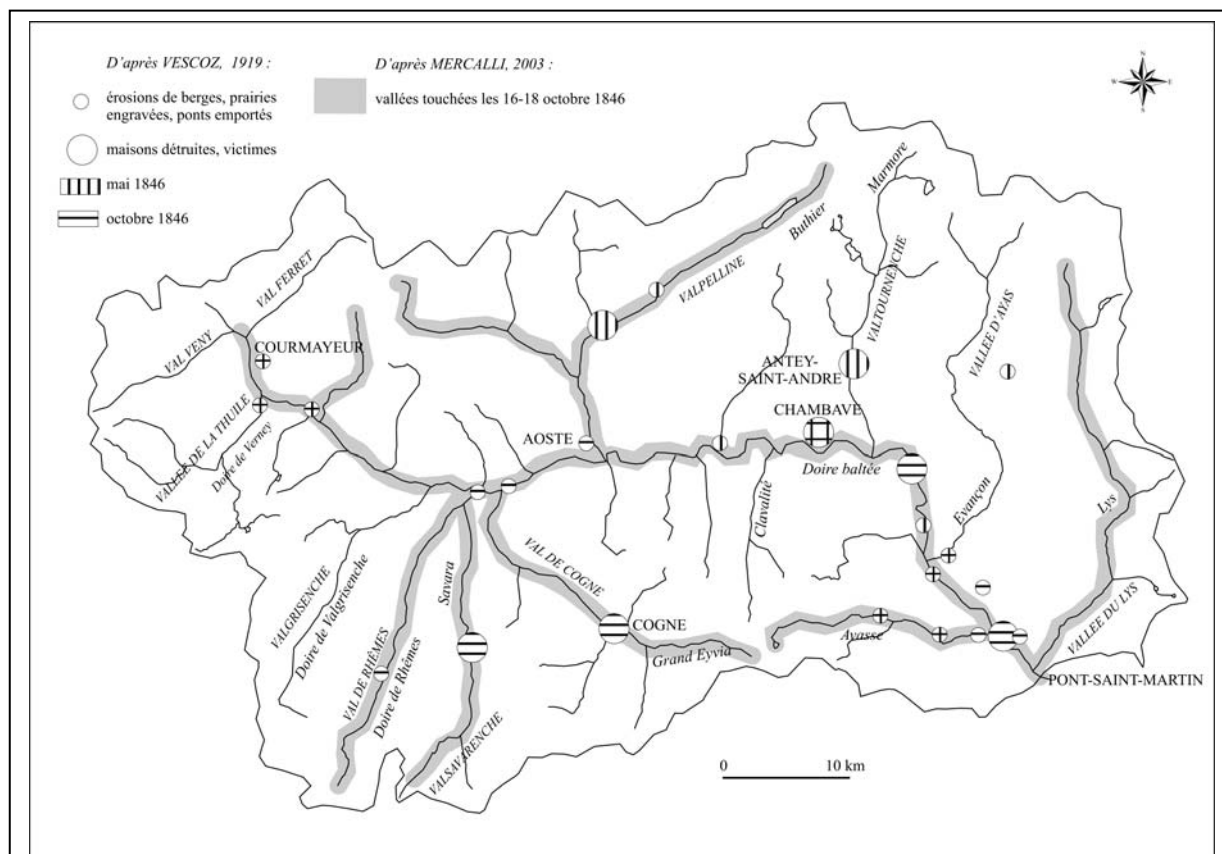 D'après VESCOZ, 1919 :
érosions de berges, prairies
engravées, ponts emportés
maisons détruites, victimes
mai 1846
octobre 1846
D'après MERCALLI, 2003 :
vallées touchées les 16-18 octobre 1846
N
W
E
S
Marmore
Buthier
VAL FERRET
VALPELLINE
VALTOURNENCHE
VAL VENY
COURMAYEUR
VALLEE D'AYAS
ANTEY-
SAINT-ANDRE
CHAMBAVE
VALLEE DE LA THUILE
Doire de Verney
AOSTE
Doire baltée
Clavalité
Evançon
Lys
VAL DE COGNE
Savara
VALGRISENCHE
Doire de Valgrisenche
VAL DE RHÊMES
Doire de Rhêmes
COGNE
Grand Eyvia
Ayasse
VALLEE DU LYS
PONT-SAINT-MARTIN
VALSAVARENCHE
0
10 km